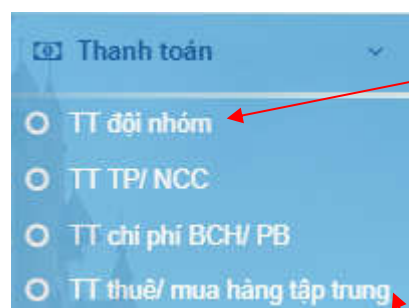 Thanh toán
TT đội nhóm
TT TP/ NCC
TT chi phí BCH/ PB
TT thuê/ mua hàng tập trung